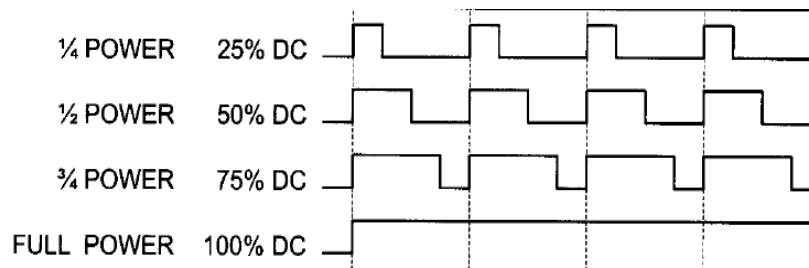 ¼ POWER 25% DC
½ POWER 50% DC
¾ POWER 75% DC
FULL POWER 100% DC